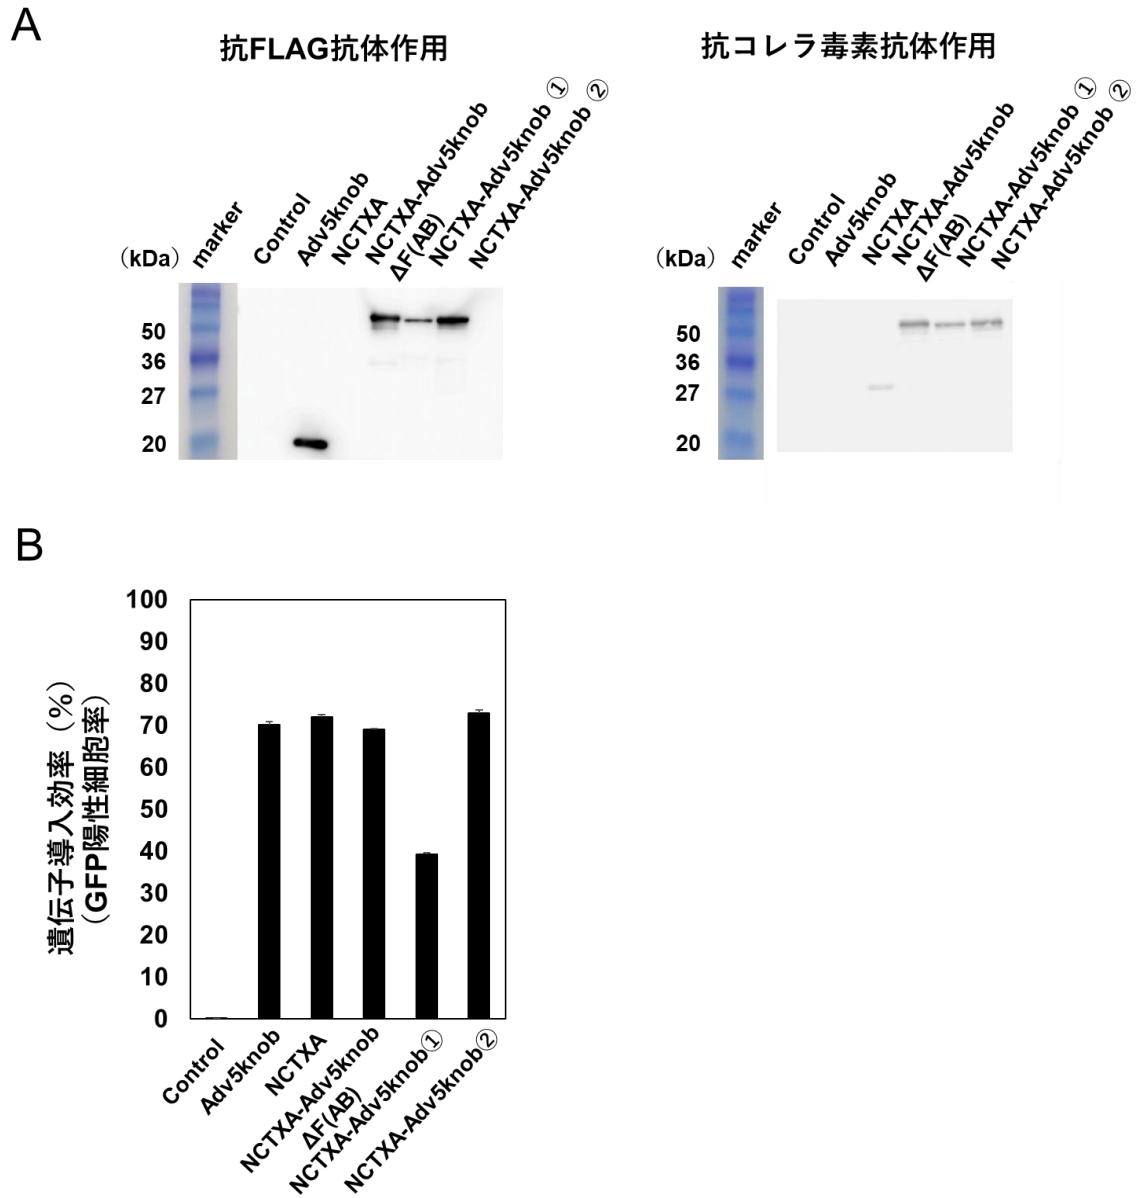 A
抗FLAG抗体作用
抗コレラ毒素抗体作用
(kDa)
marker
Control
Adv5knob
NCTXA
NCTXA-Adv5knob
ΔF(AB)
NCTXA-Adv5knob ①
NCTXA-Adv5knob ②
50
36
27
20
(kDa)
marker
Control
Adv5knob
NCTXA
NCTXA-Adv5knob
ΔF(AB)
NCTXA-Adv5knob ①
NCTXA-Adv5knob ②
50
36
27
20
B
遺伝子導入効率（%）
（GFP陽性細胞率）
100
90
80
70
60
50
40
30
20
10
0
Control
Adv5knob
NCTXA
NCTXA-Adv5knob
ΔF(AB)
NCTXA-Adv5knob①
NCTXA-Adv5knob②